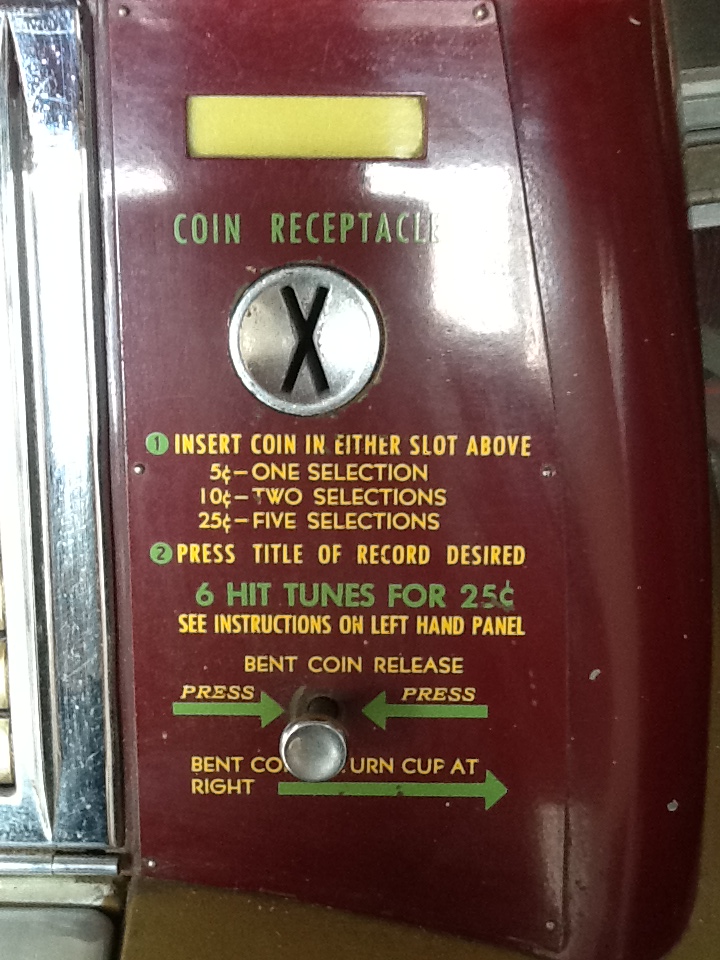 COIN RECEPTACLE
X
1 INSERT COIN IN EITHER SLOT ABOVE
5¢—ONE SELECTION
10¢—TWO SELECTIONS
25¢—FIVE SELECTIONS
2 PRESS TITLE OF RECORD DESIRED
6 HIT TUNES FOR 25¢
SEE INSTRUCTIONS ON LEFT HAND PANEL
BENT COIN RELEASE
PRESS PRESS
BENT CO URN CUP AT
RIGHT